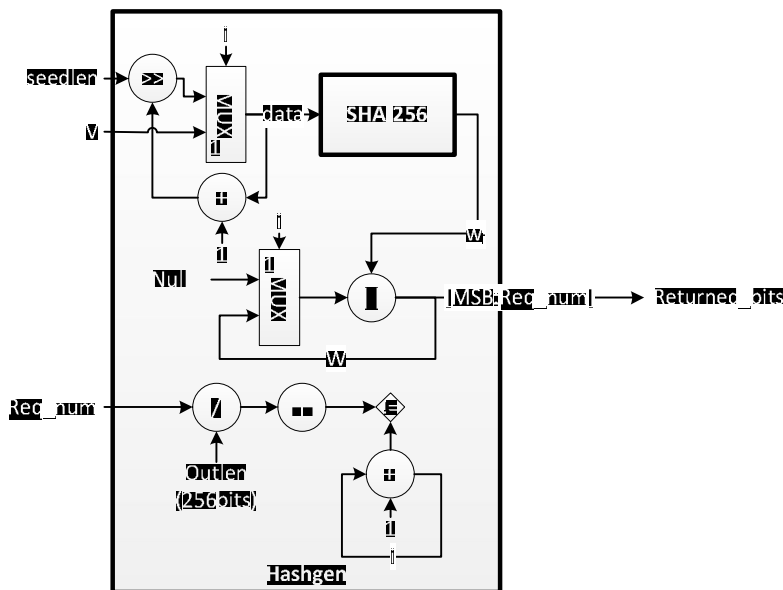 i
seedlen
>>
MUX
1
V
data
SHA 256
+
1
i
w
1
Null
MUX
||
[MSB:Req_num]
Returned_bits
W
Req_num
/
m
Outlen
(256bits)
+
1
i
Hashgen